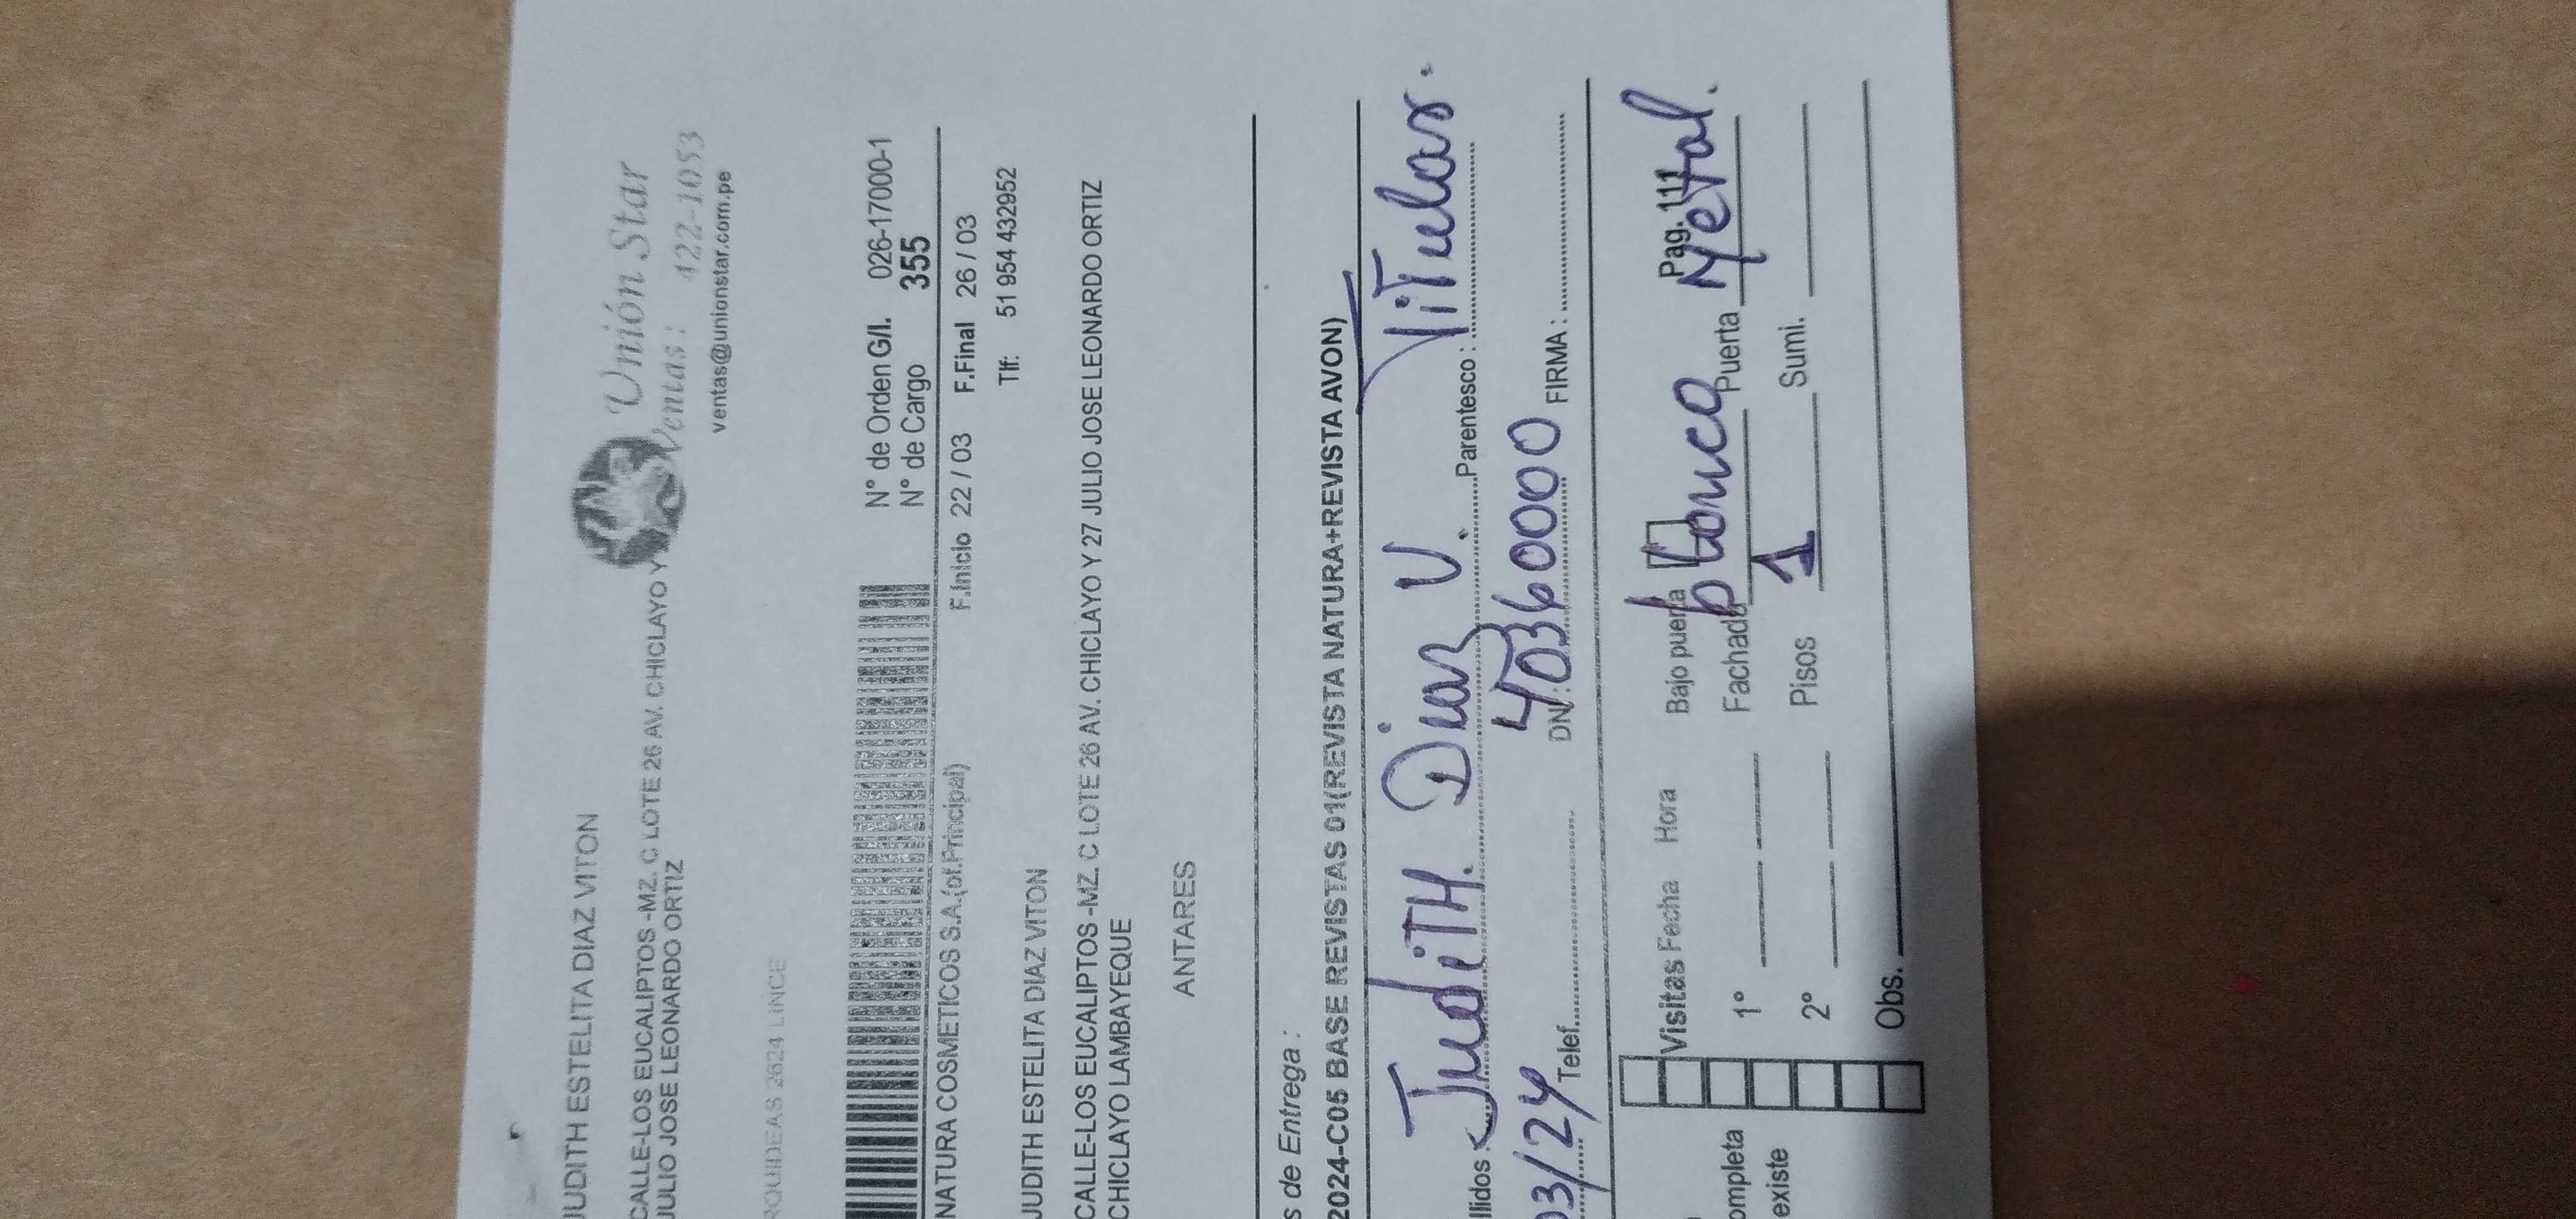 JUDITH ESTELITA DIAZ VITON
CALLE-LOS EUCALIPTOS -MZ. C LOTE 26 AV. CHICLAYO Y
JULIO JOSE LEONARDO ORTIZ
Unión Star
Ventas : 422-1053
ventas@unionstar.com.pe
RQUIDEAS 2624 LINCE
N° de Orden G/I. 026-17000-1
N° de Cargo 355
NATURA COSMETICOS S.A.(of.Principal) F.Inicio 22 / 03 F.Final 26 / 03
JUDITH ESTELITA DIAZ VITON Tlf: 51 954 432952
CALLE-LOS EUCALIPTOS -MZ. C LOTE 26 AV. CHICLAYO Y 27 JULIO JOSE LEONARDO ORTIZ
CHICLAYO LAMBAYEQUE
ANTARES
s de Entrega :
2024-C05 BASE REVISTAS 01(REVISTA NATURA+REVISTA AVON)
llidos : JudiTH. Diaz V. Parentesco : TiTular.
03/24 Telef. DNI: 40360000 FIRMA :
Visitas Fecha Hora Bajo puerta Pag. 111
ompleta 1° Fachada blanca Puerta Metal.
existe 2° Pisos 1 Sumi.
Obs.